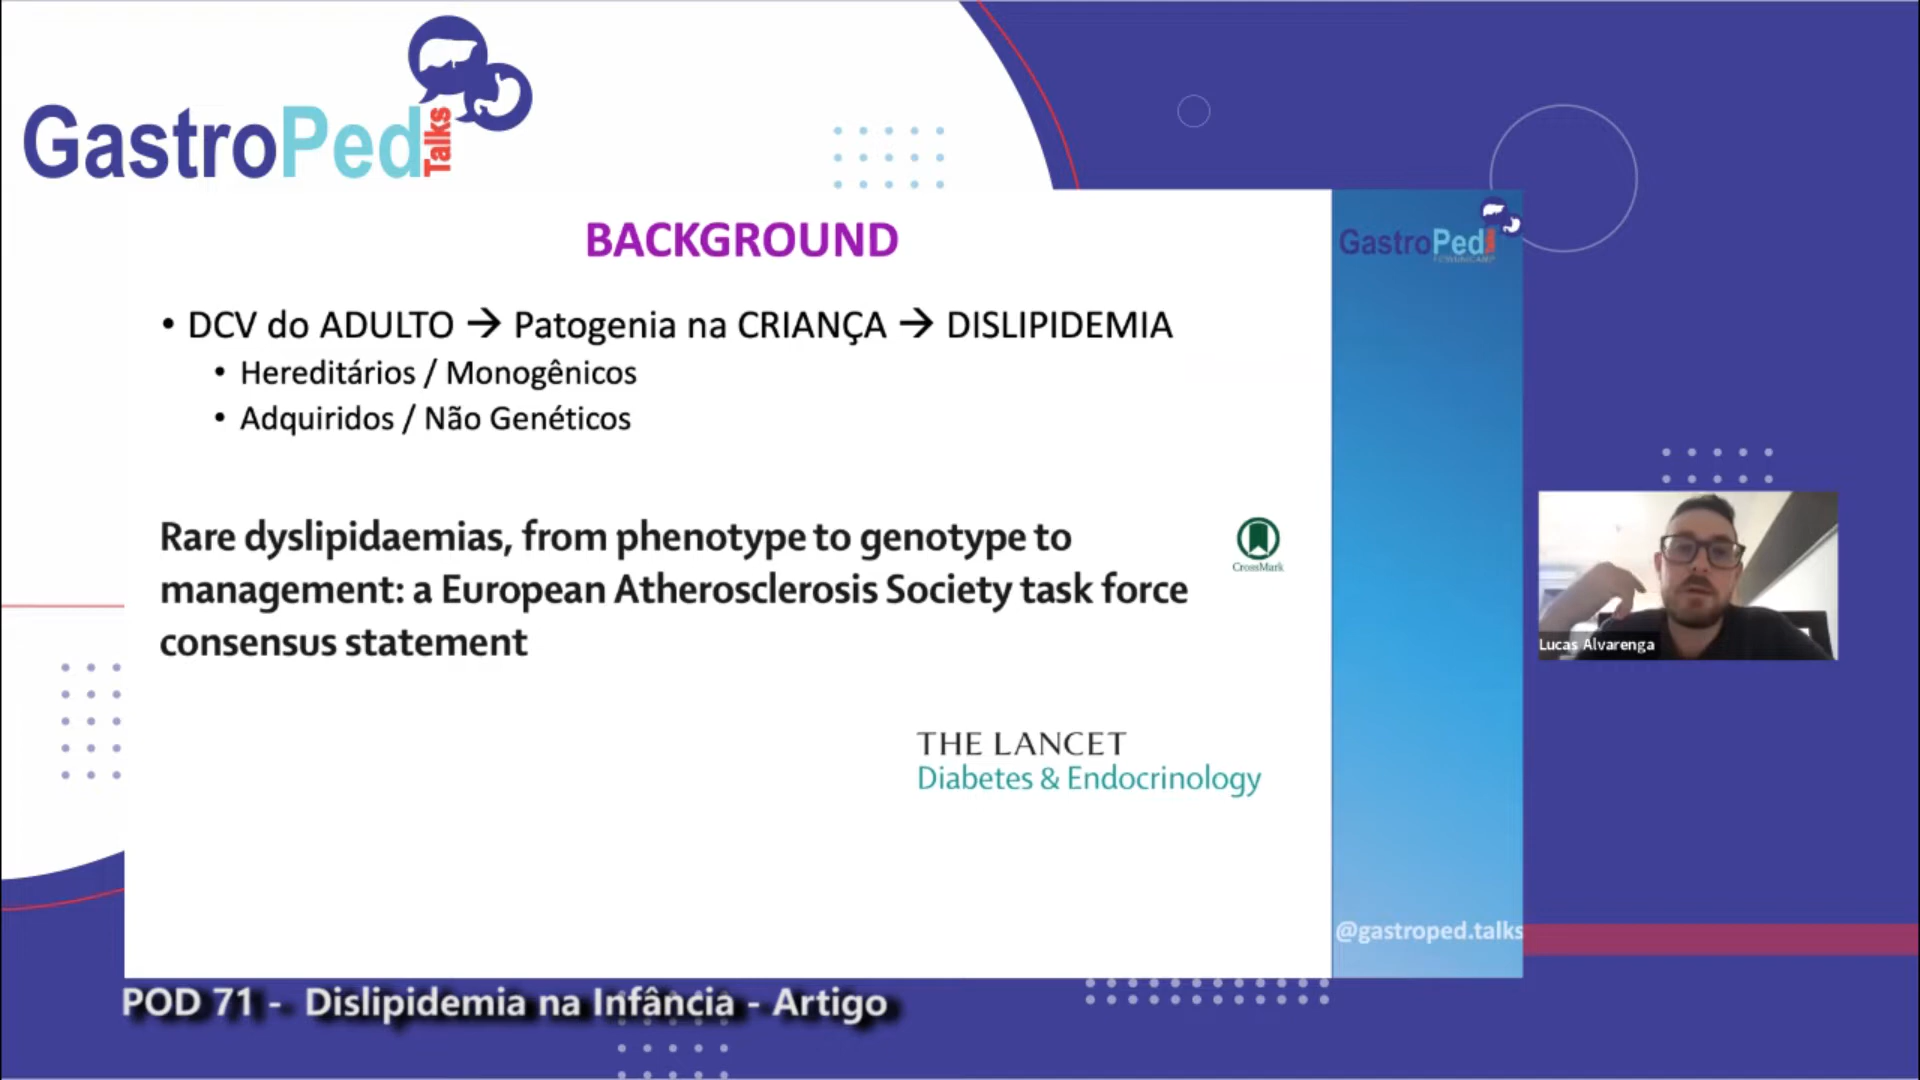 GastroPed
Talks
BACKGROUND
• DCV do ADULTO → Patogenia na CRIANÇA → DISLIPIDEMIA
• Hereditários / Monogênicos
• Adquiridos / Não Genéticos
Rare dyslipidaemias, from phenotype to genotype to
management: a European Atherosclerosis Society task force
consensus statement
CrossMark
THE LANCET
Diabetes & Endocrinology
GastroPed
@gastroped.talks
Lucas Alvarenga
POD 71 - Dislipidemia na Infância - Artigo